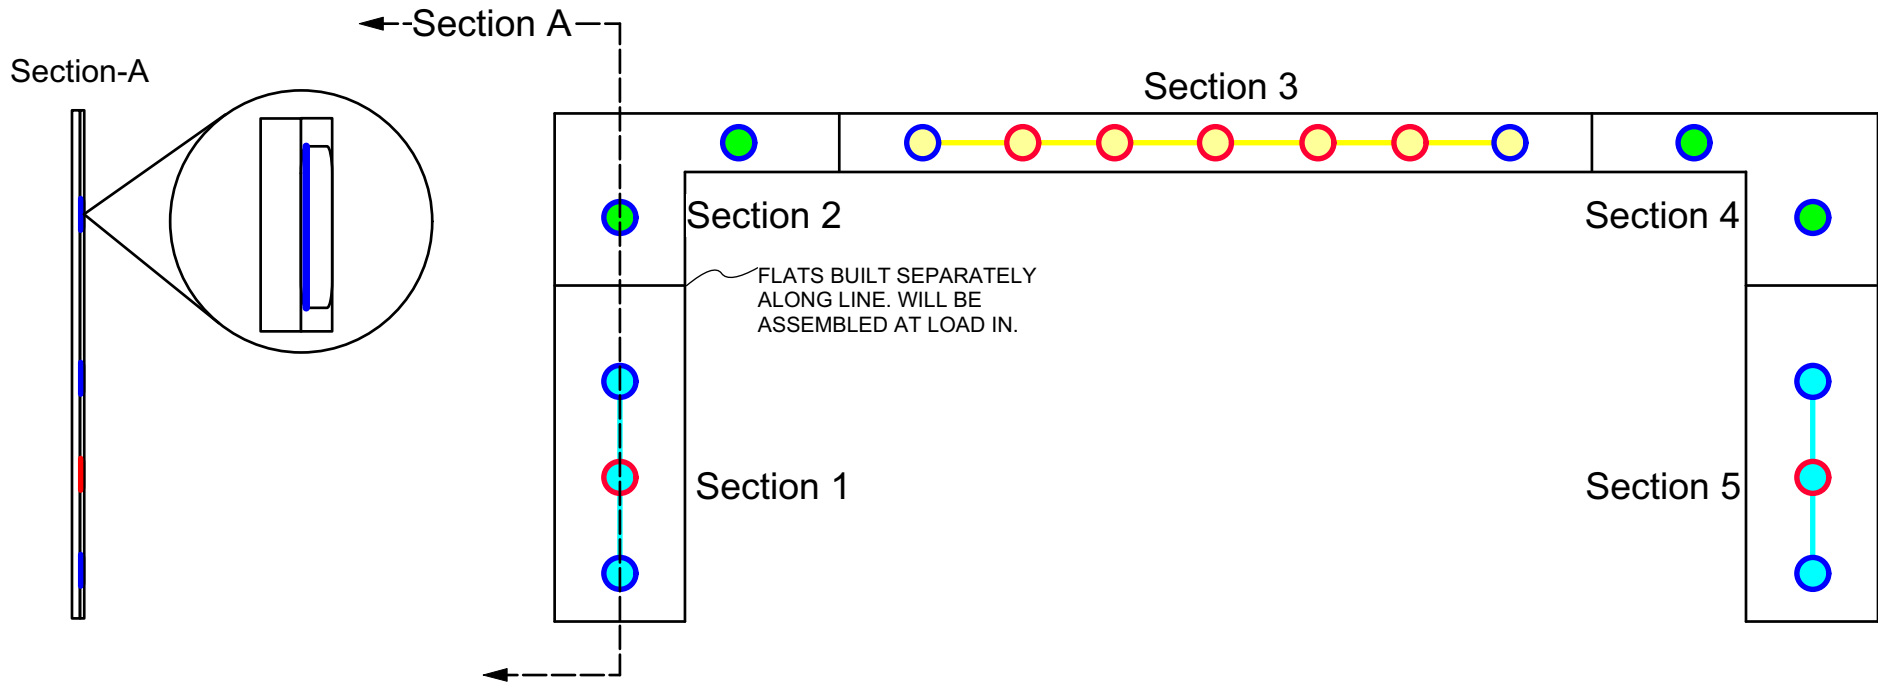 Section A
Section-A
Section 3
Section 2
Section 4
FLATS BUILT SEPARATELY
ALONG LINE. WILL BE
ASSEMBLED AT LOAD IN.
Section 1
Section 5